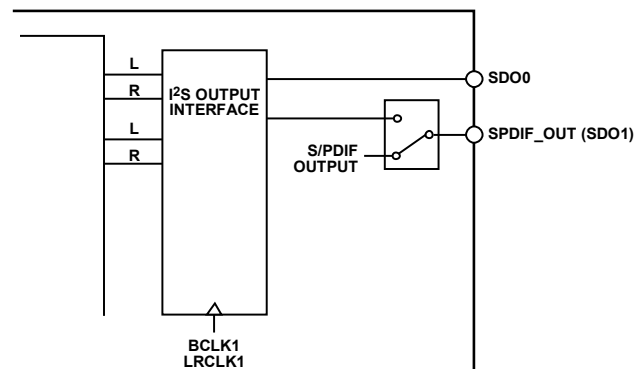 L
R
L
R
I²S OUTPUT
INTERFACE
SDO0
SPDIF_OUT (SDO1)
S/PDIF
OUTPUT
BCLK1
LRCLK1